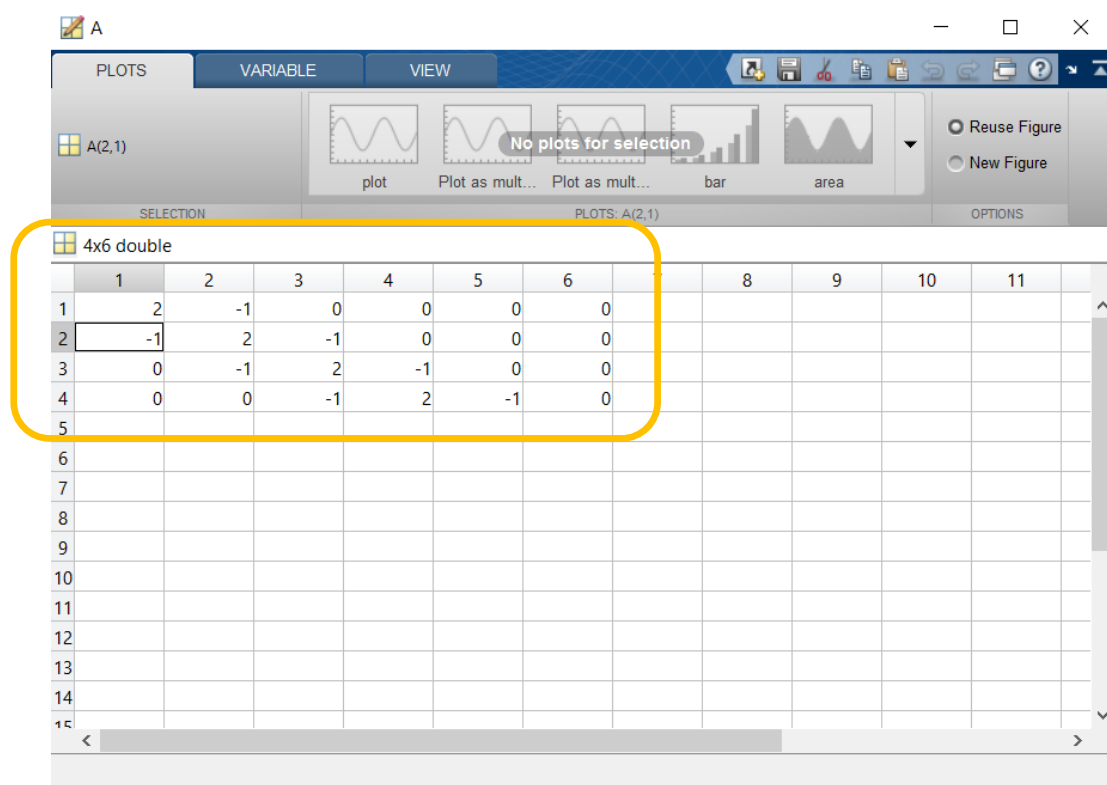 A
PLOTS VARIABLE VIEW
A(2,1)
No plots for selection
plot Plot as mult... Plot as mult... bar area
Reuse Figure
New Figure
SELECTION PLOTS: A(2,1) OPTIONS
4x6 double
1 2 3 4 5 6 7 8 9 10 11
1 2 -1 0 0 0 0
2 -1 2 -1 0 0 0
3 0 -1 2 -1 0 0
4 0 0 -1 2 -1 0
5
6
7
8
9
10
11
12
13
14
15